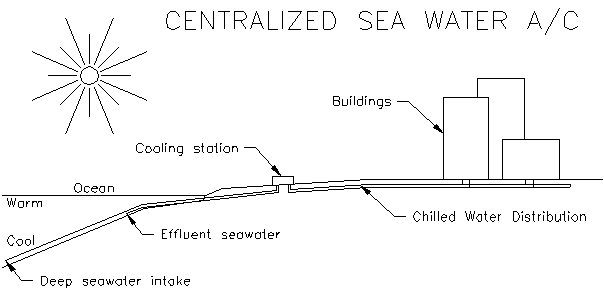 CENTRALIZED SEA WATER A/C
Buildings
Cooling station
Ocean
Warm
Chilled Water Distribution
Effluent seawater
Cool
Deep seawater intake